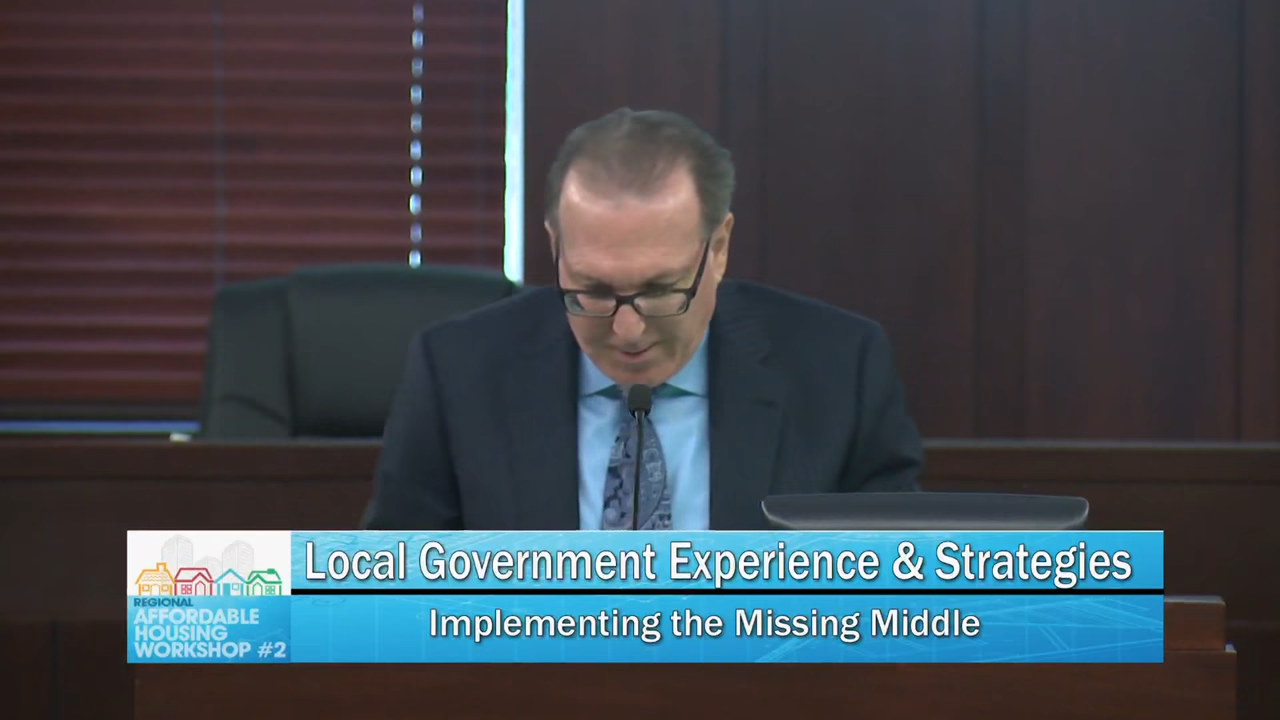 Local Government Experience & Strategies
Implementing the Missing Middle
REGIONAL
AFFORDABLE
HOUSING
WORKSHOP #2